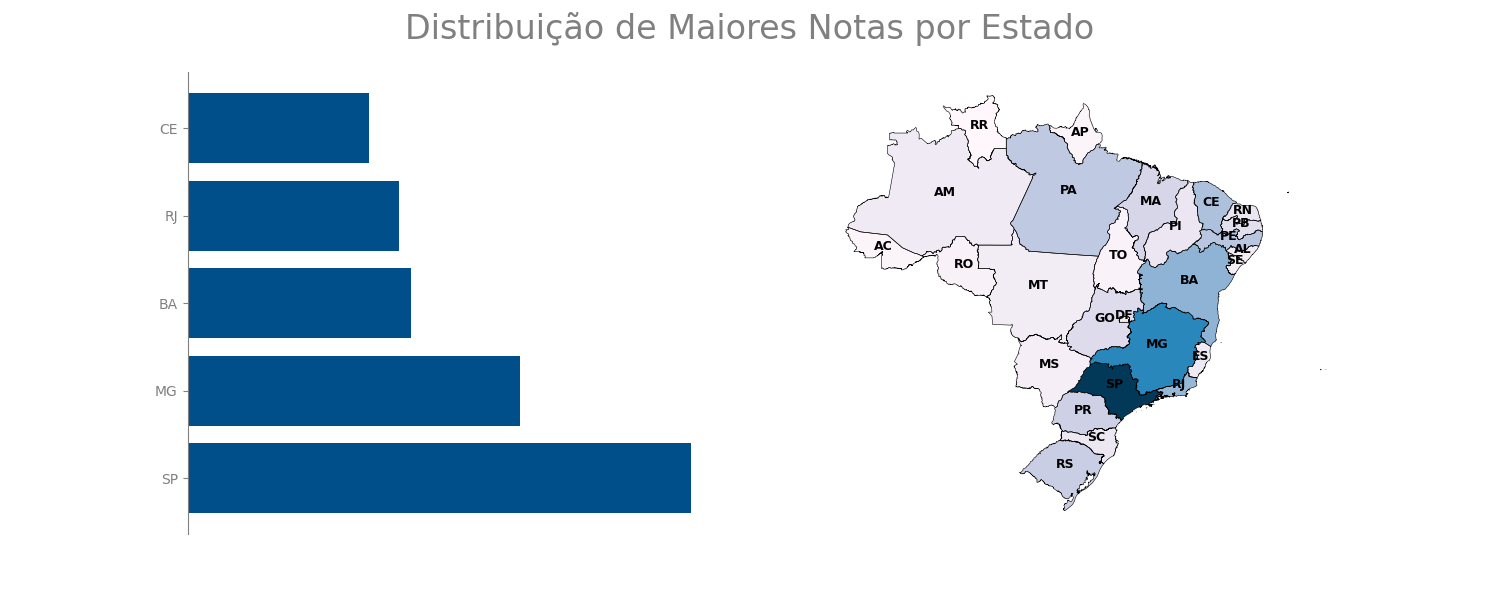 Distribuição de Maiores Notas por Estado
CE
RJ
BA
MG
SP
RR
AP
AM
PA
MA
CE
RN
PI
PB
PE
AC
AL
SE
RO
TO
BA
MT
GO
DF
MG
ES
MS
SP
RJ
PR
SC
RS